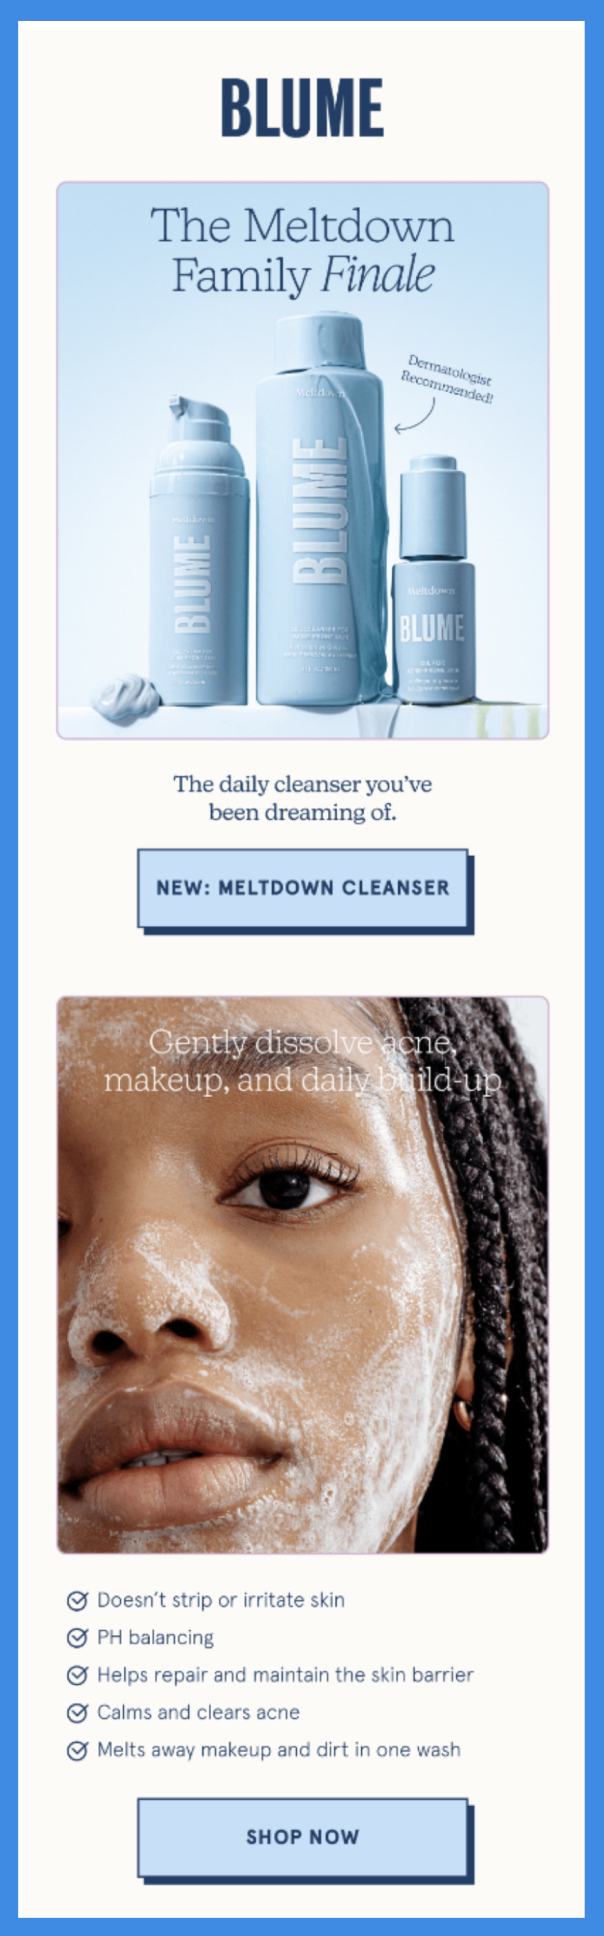 BLUME
The Meltdown
Family Finale
Dermatologist
Recommended!
Meltdown
BLUME
Meltdown
BLUME
Meltdown
BLUME
The daily cleanser you’ve
been dreaming of.
NEW: MELTDOWN CLEANSER
Gently dissolve acne,
makeup, and daily build-up
Doesn’t strip or irritate skin
PH balancing
Helps repair and maintain the skin barrier
Calms and clears acne
Melts away makeup and dirt in one wash
SHOP NOW